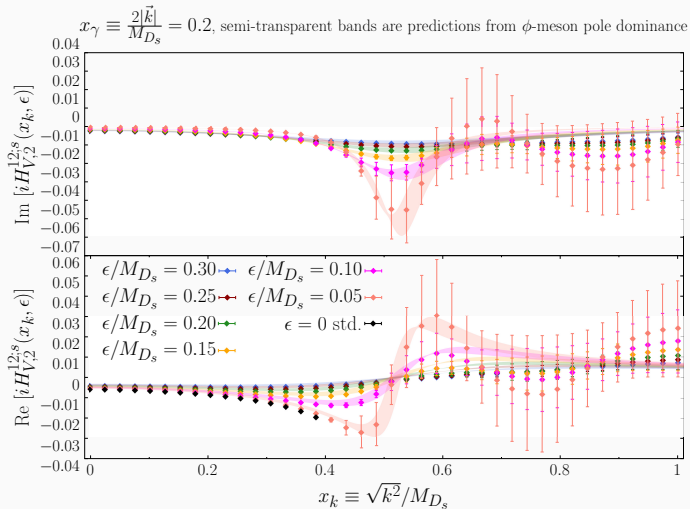 x_γ ≡ 2|k⃗|/M_{D_s} = 0.2, semi-transparent bands are predictions from ϕ-meson pole dominance
Im [iH^{12;s}_{V,2}(x_k, ϵ)]
0.04
0.03
0.02
0.01
0
−0.01
−0.02
−0.03
−0.04
−0.05
−0.06
−0.07
Re [iH^{12;s}_{V,2}(x_k, ϵ)]
0.06
0.05
0.04
0.03
0.02
0.01
0
−0.01
−0.02
−0.03
−0.04
ϵ/M_{D_s} = 0.30
ϵ/M_{D_s} = 0.25
ϵ/M_{D_s} = 0.20
ϵ/M_{D_s} = 0.15
ϵ/M_{D_s} = 0.10
ϵ/M_{D_s} = 0.05
ϵ = 0 std.
0 0.2 0.4 0.6 0.8 1
x_k ≡ √k²/M_{D_s}